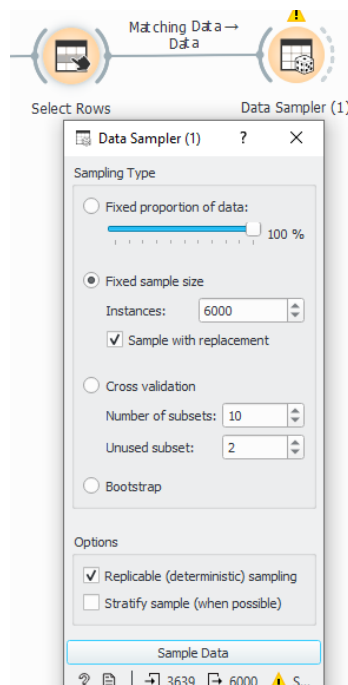 Matching Data → Data
Select Rows
Data Sampler (1)
Data Sampler (1) ? ×
Sampling Type
Fixed proportion of data:
100 %
Fixed sample size
Instances: 6000
Sample with replacement
Cross validation
Number of subsets: 10
Unused subset: 2
Bootstrap
Options
Replicable (deterministic) sampling
Stratify sample (when possible)
Sample Data
? 3639 6000 S...